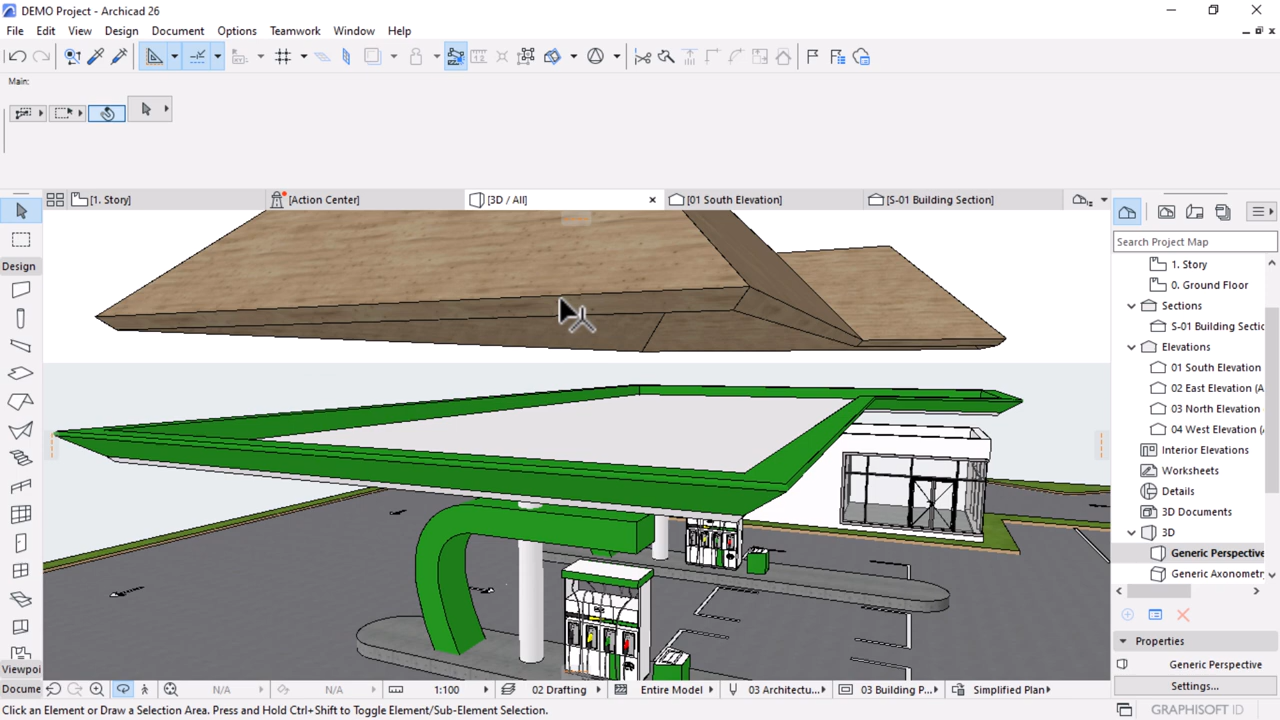 DEMO Project - Archicad 26
File Edit View Design Document Options Teamwork Window Help
Main:
[1. Story] [Action Center] [3D / All] [01 South Elevation] [S-01 Building Section]
Search Project Map
Design
1. Story
0. Ground Floor
Sections
S-01 Building Sectic
Elevations
01 South Elevation
02 East Elevation (A
03 North Elevation
04 West Elevation (
Interior Elevations
Worksheets
Details
3D Documents
3D
Generic Perspective
Generic Axonometr
Properties
Viewpoi
Generic Perspective
Docume N/A N/A 1:100 02 Drafting Entire Model 03 Architectu... 03 Building P... Simplified Plan
Settings...
Click an Element or Draw a Selection Area. Press and Hold Ctrl+Shift to Toggle Element/Sub-Element Selection.
GRAPHISOFT ID